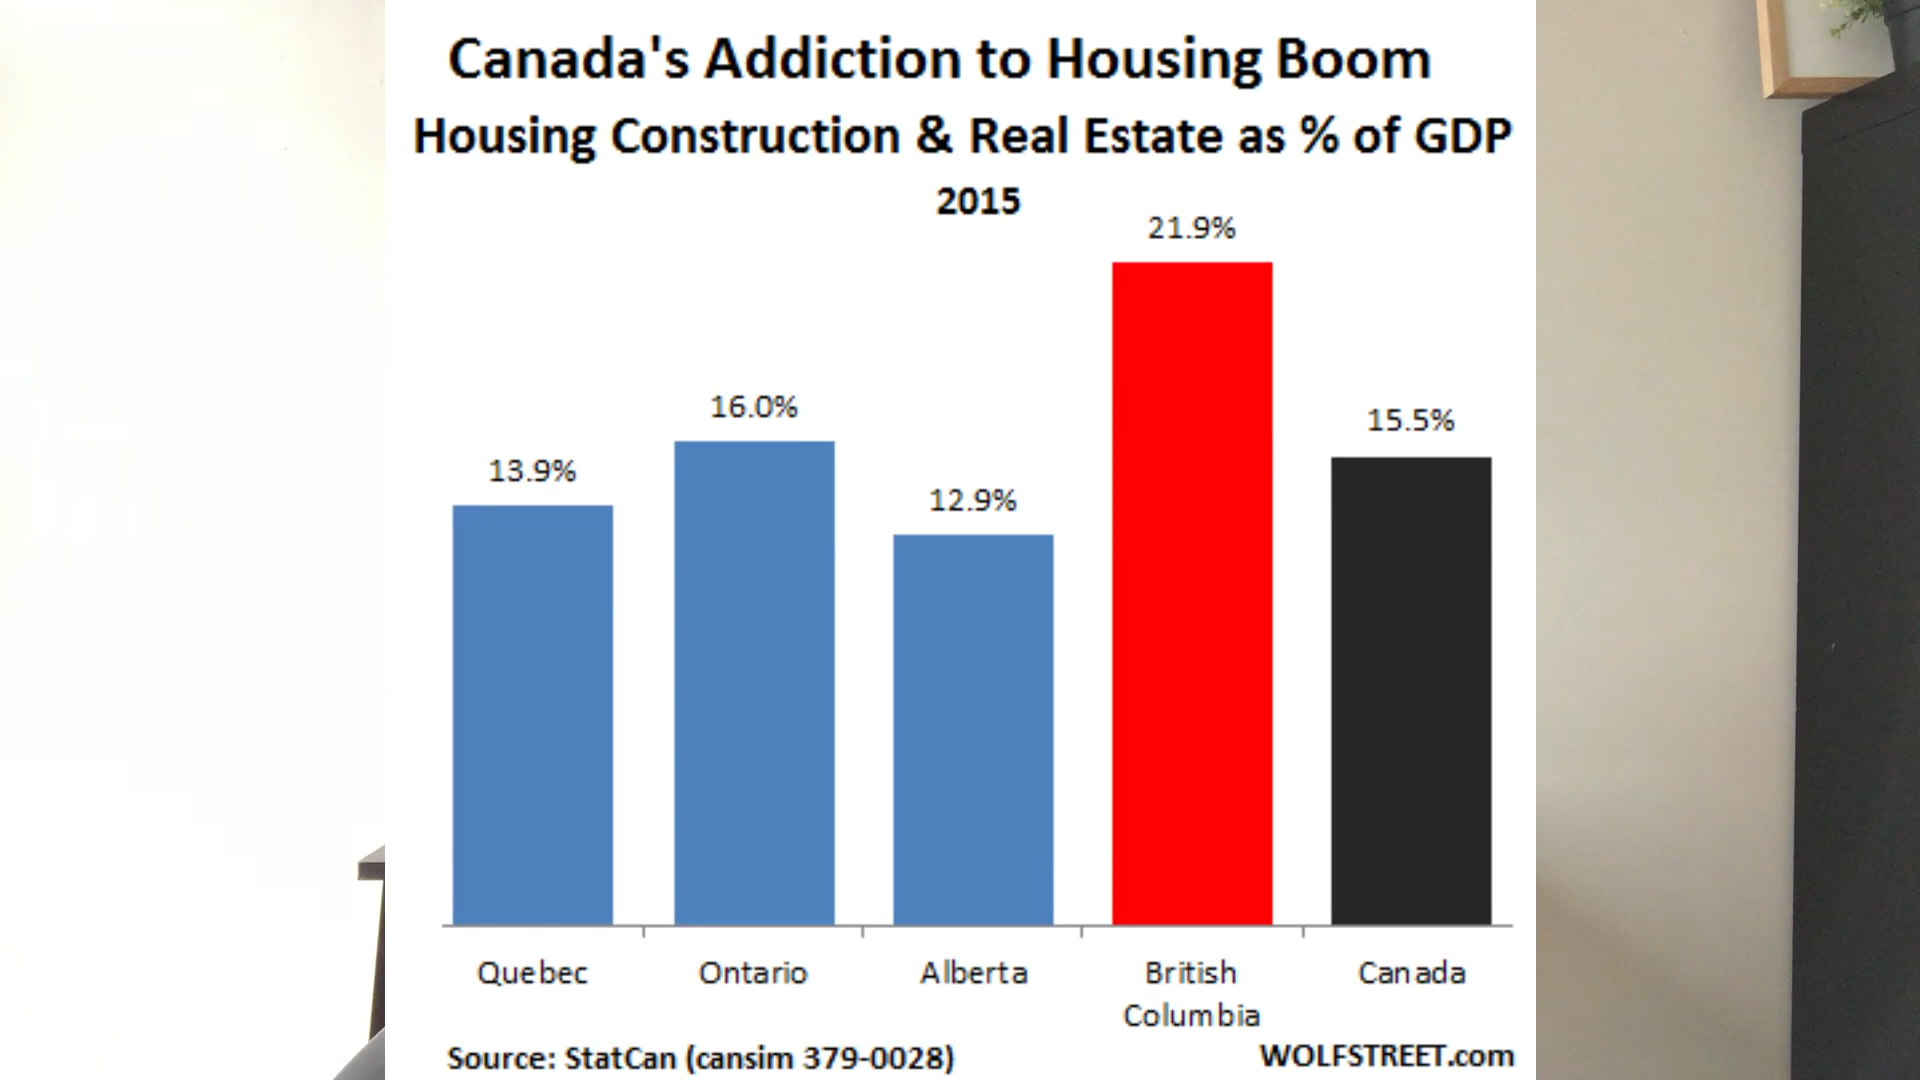 Canada's Addiction to Housing Boom
Housing Construction & Real Estate as % of GDP
2015
21.9%
16.0%
15.5%
13.9%
12.9%
Quebec
Ontario
Alberta
British
Columbia
Canada
Source: StatCan (cansim 379-0028)
WOLFSTREET.com